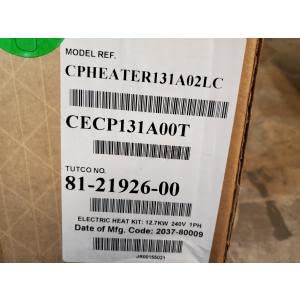 MODEL REF.
CPHEATER131A02LC
CECP131A00T
TUTCO NO.
81-21926-00
ELECTRIC HEAT KIT: 12.7KW 240V 1PH
Date of Mfg. Code: 2037-80009